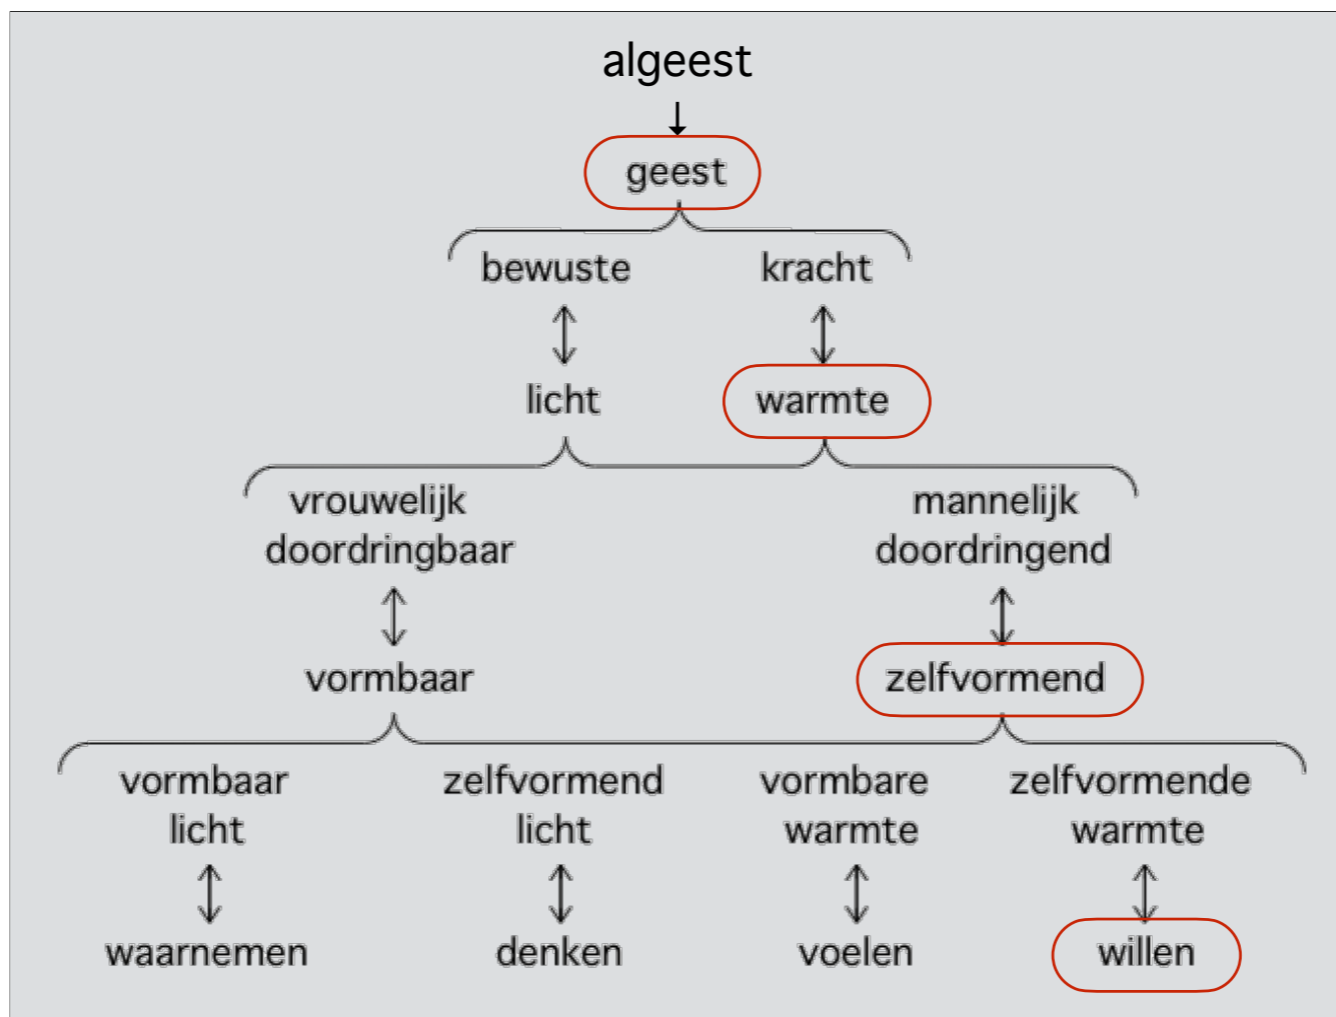 algeest
geest
bewuste kracht
licht warmte
vrouwelijk mannelijk
doordringbaar doordringend
vormbaar zelfvormend
vormbaar zelfvormend vormbare zelfvormende
licht licht warmte warmte
waarnemen denken voelen willen